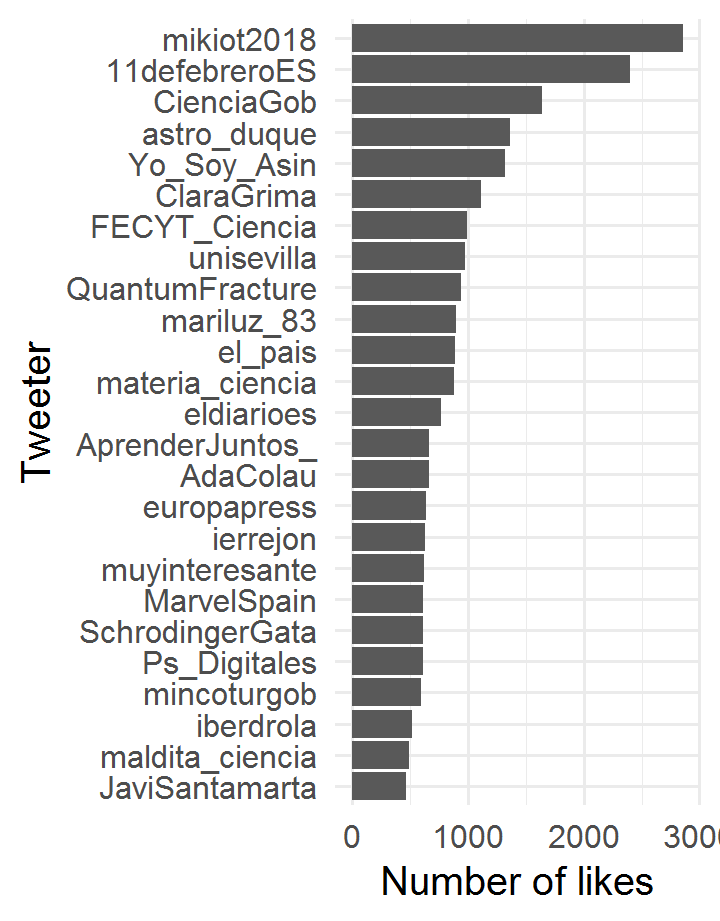 mikiot2018
11defebreroES
CienciaGob
astro_duque
Yo_Soy_Asin
ClaraGrima
FECYT_Ciencia
unisevilla
QuantumFracture
mariluz_83
el_pais
materia_ciencia
eldiarioes
AprenderJuntos_
AdaColau
europapress
ierrejon
muyinteresante
MarvelSpain
SchrodingerGata
Ps_Digitales
mincoturgob
iberdrola
maldita_ciencia
JaviSantamarta
Tweeter
0 1000 2000 3000
Number of likes